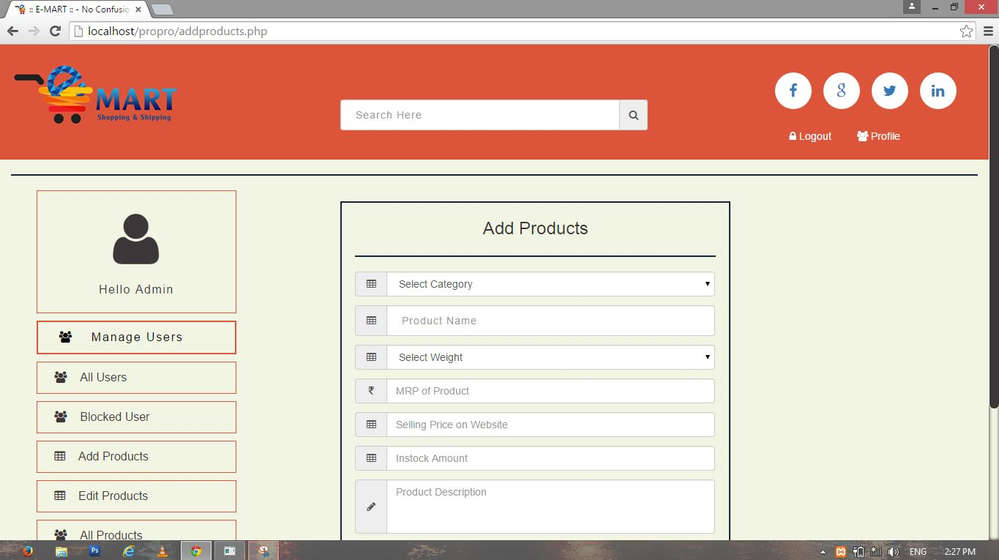 :: E-MART :: - No Confusio
localhost/propro/addproducts.php
e
MART
Shopping & Shipping
Search Here
f
g
in
Logout
Profile
Hello Admin
Manage Users
All Users
Blocked User
Add Products
Edit Products
All Products
Add Products
Select Category
Product Name
Select Weight
₹
MRP of Product
Selling Price on Website
Instock Amount
Product Description
Ps
ENG
2:27 PM